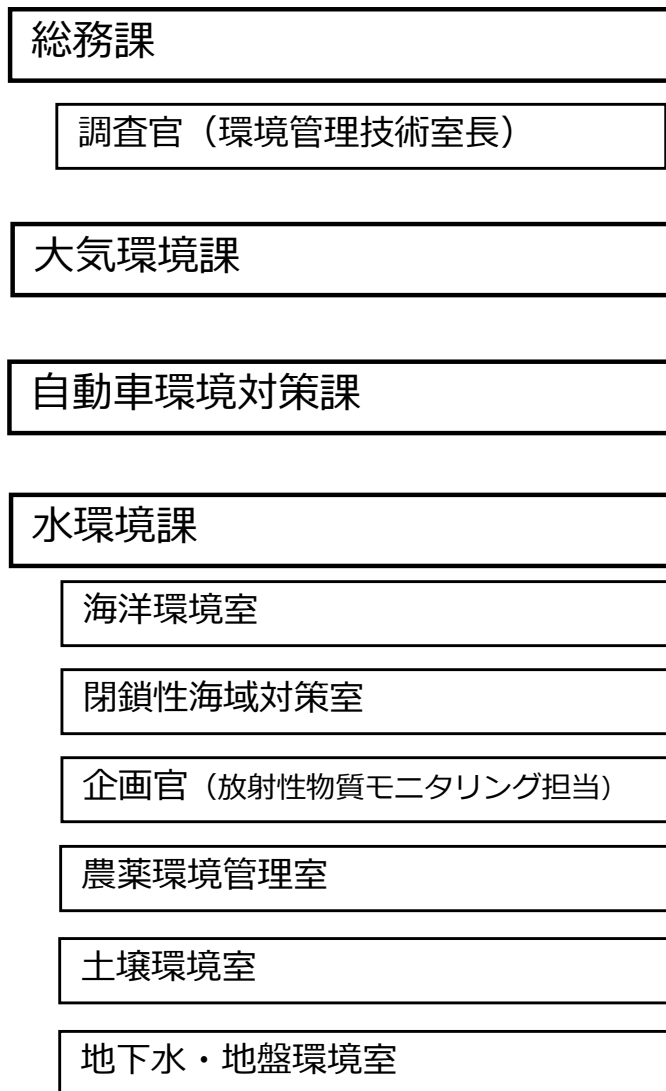 総務課
調査官（環境管理技術室長）
大気環境課
自動車環境対策課
水環境課
海洋環境室
閉鎖性海域対策室
企画官（放射性物質モニタリング担当）
農薬環境管理室
土壌環境室
地下水・地盤環境室